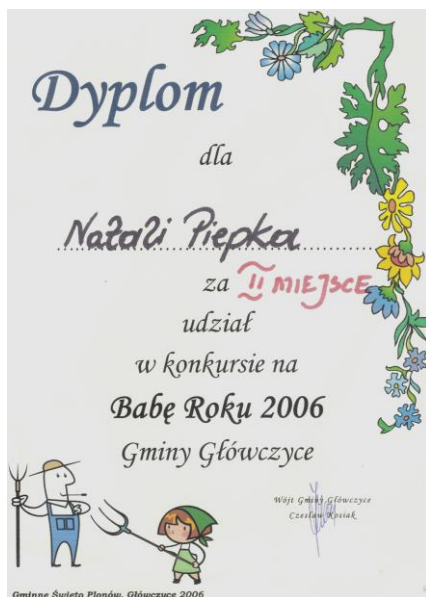 Dyplom
dla
Natali Piepka
za II MIEJSCE
udział
w konkursie na
Babę Roku 2006
Gminy Główczyce
Wójt Gminy Główczyce
Czesław Kosiak
Gminne Święto Plonów, Główczyce 2006